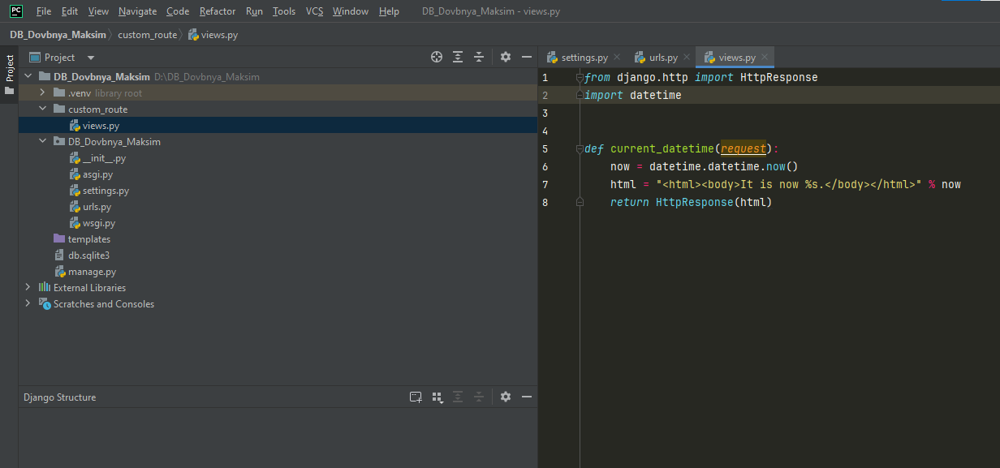 PC File Edit View Navigate Code Refactor Run Tools VCS Window Help DB_Dovbnya_Maksim - views.py
DB_Dovbnya_Maksim custom_route views.py
Project
Project
DB_Dovbnya_Maksim D:\DB_Dovbnya_Maksim
.venv library root
custom_route
views.py
DB_Dovbnya_Maksim
__init__.py
asgi.py
settings.py
urls.py
wsgi.py
templates
db.sqlite3
manage.py
External Libraries
Scratches and Consoles
Django Structure
settings.py urls.py views.py
1 from django.http import HttpResponse
2 import datetime
3
4
5 def current_datetime(request):
6     now = datetime.datetime.now()
7     html = "<html><body>It is now %s.</body></html>" % now
8     return HttpResponse(html)